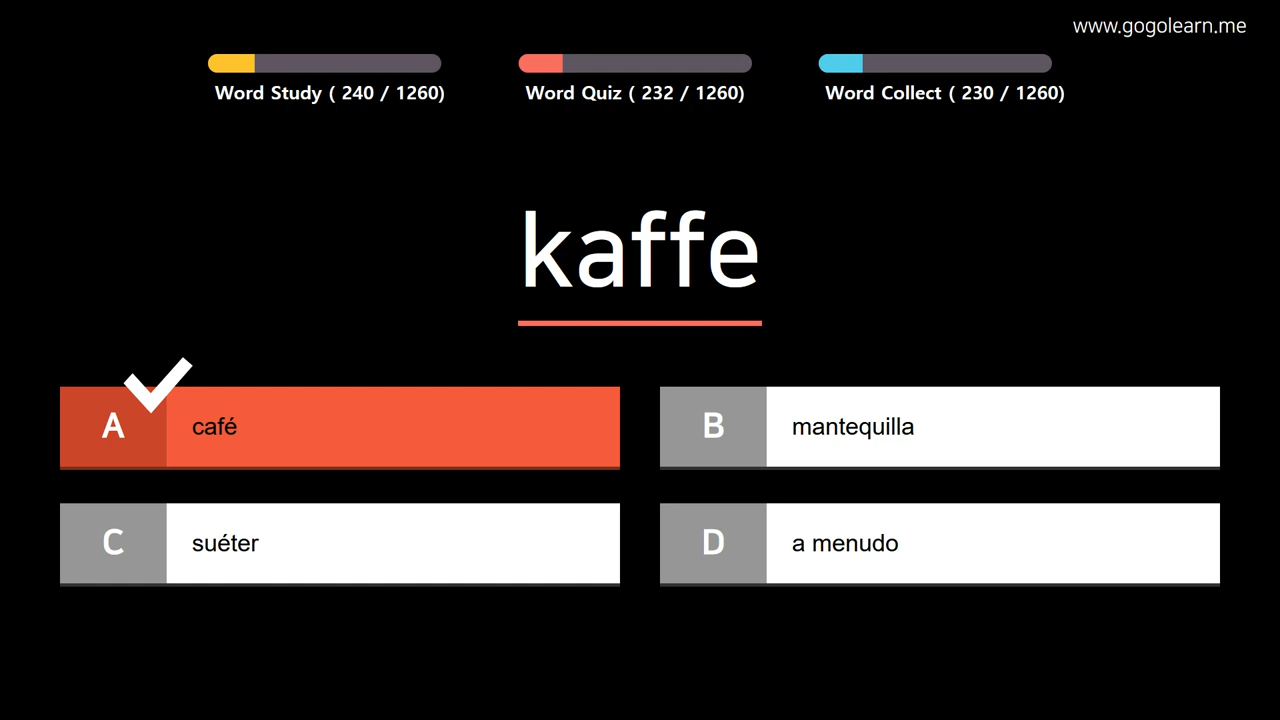 www.gogolearn.me
Word Study ( 240 / 1260)
Word Quiz ( 232 / 1260)
Word Collect ( 230 / 1260)
kaffe
A
café
B
mantequilla
C
suéter
D
a menudo